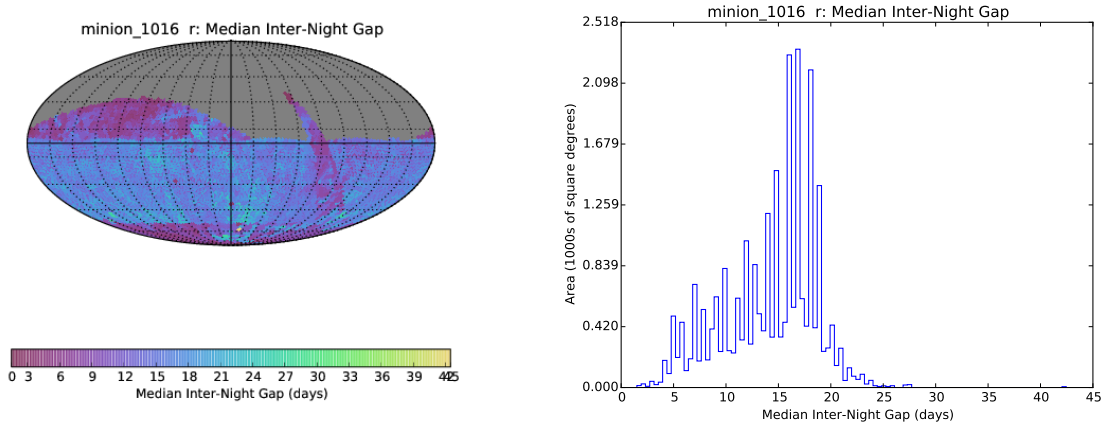 minion_1016 r: Median Inter-Night Gap
0 3 6 9 12 15 18 21 24 27 30 33 36 39 42 45
Median Inter-Night Gap (days)
minion_1016 r: Median Inter-Night Gap
2.518
2.098
1.679
1.259
0.839
0.420
0.000
Area (1000s of square degrees)
0 5 10 15 20 25 30 35 40 45
Median Inter-Night Gap (days)